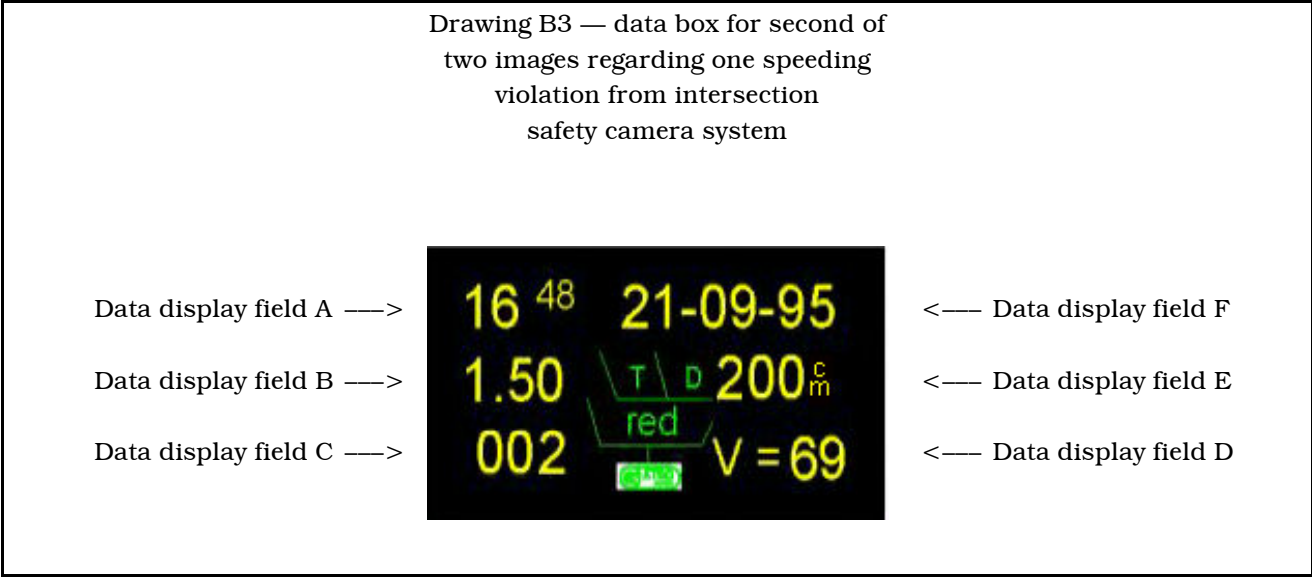 Drawing B3 — data box for second of
two images regarding one speeding
violation from intersection
safety camera system
Data display field A –––> 16 48 21-09-95 <––– Data display field F
Data display field B –––> 1.50 T D 200 cm <––– Data display field E
red
Data display field C –––> 002 V = 69 <––– Data display field D